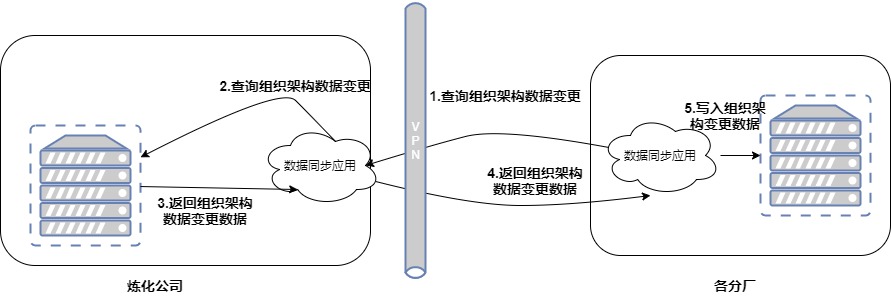 2.查询组织架构数据变更
1.查询组织架构数据变更
VPN
5.写入组织架
构变更数据
数据同步应用
数据同步应用
4.返回组织架构
数据变更数据
3.返回组织架构
数据变更数据
炼化公司
各分厂